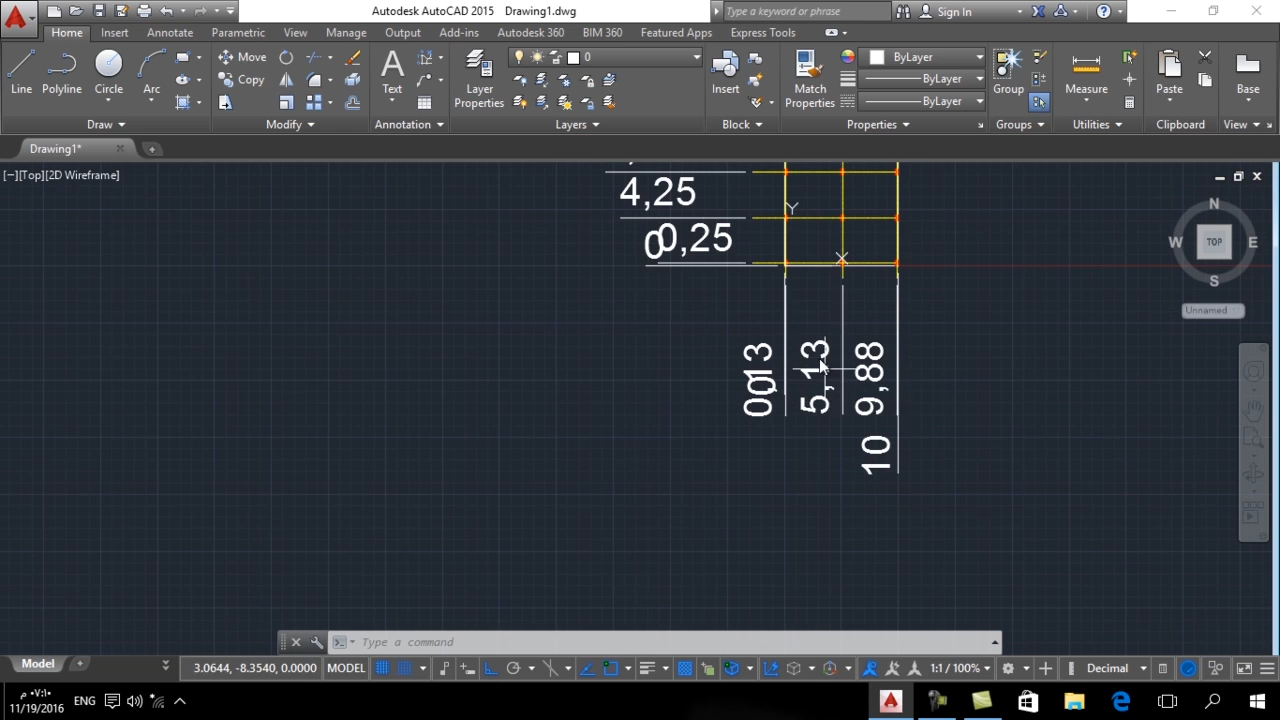 Autodesk AutoCAD 2015 Drawing1.dwg
Type a keyword or phrase
Sign In
Home Insert Annotate Parametric View Manage Output Add-ins Autodesk 360 BIM 360 Featured Apps Express Tools
Line Polyline Circle Arc
Move
Copy
Text
Layer Properties
0
Insert
Match Properties
ByLayer
ByLayer
ByLayer
Group
Measure
Paste
Base
Draw Modify Annotation Layers Block Properties Groups Utilities Clipboard View
Drawing1*
[−][Top][2D Wireframe]
N
W TOP E
S
Unnamed
4,25
0
0,25
Y
X
5,13
9,88
10
Type a command
Model
3.0644, -8.3540, 0.0000 MODEL
1:1 / 100%
Decimal
ENG
11/19/2016